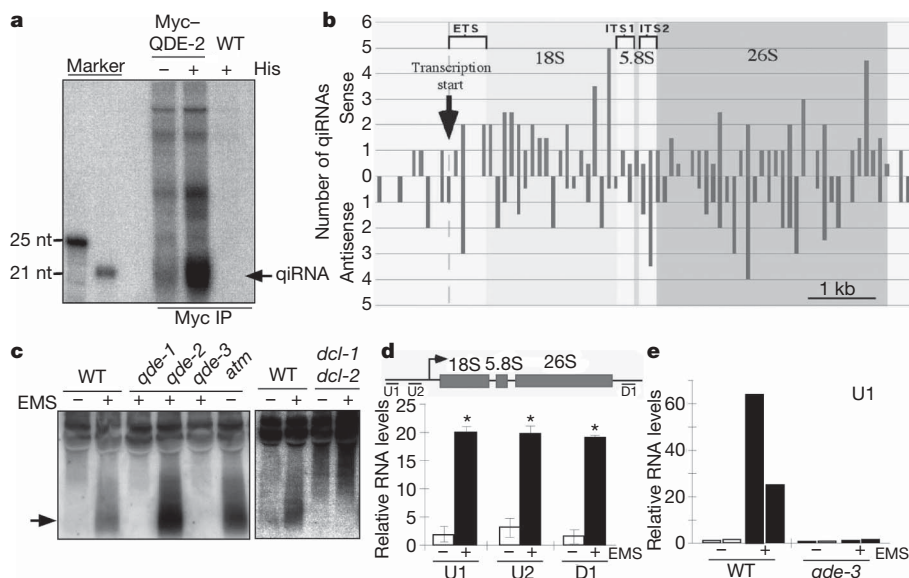 a
Myc–
QDE-2
WT
Marker
–
+
+
His
25 nt
21 nt
qiRNA
Myc IP
b
Number of qiRNAs
Antisense
Sense
6
5
4
3
2
1
0
1
2
3
4
5
ETS
ITS1
ITS2
18S
5.8S
26S
Transcription
start
1 kb
c
WT
qde-1
qde-2
qde-3
atm
WT
dcl-1
dcl-2
EMS
–
+
+
+
+
+
–
+
–
+
d
18S
5.8S
26S
U1
U2
D1
Relative RNA levels
25
20
15
10
5
0
*
*
*
–
+
–
+
–
+
EMS
U1
U2
D1
e
U1
Relative RNA levels
60
40
20
0
–
+
–
+
EMS
WT
qde-3